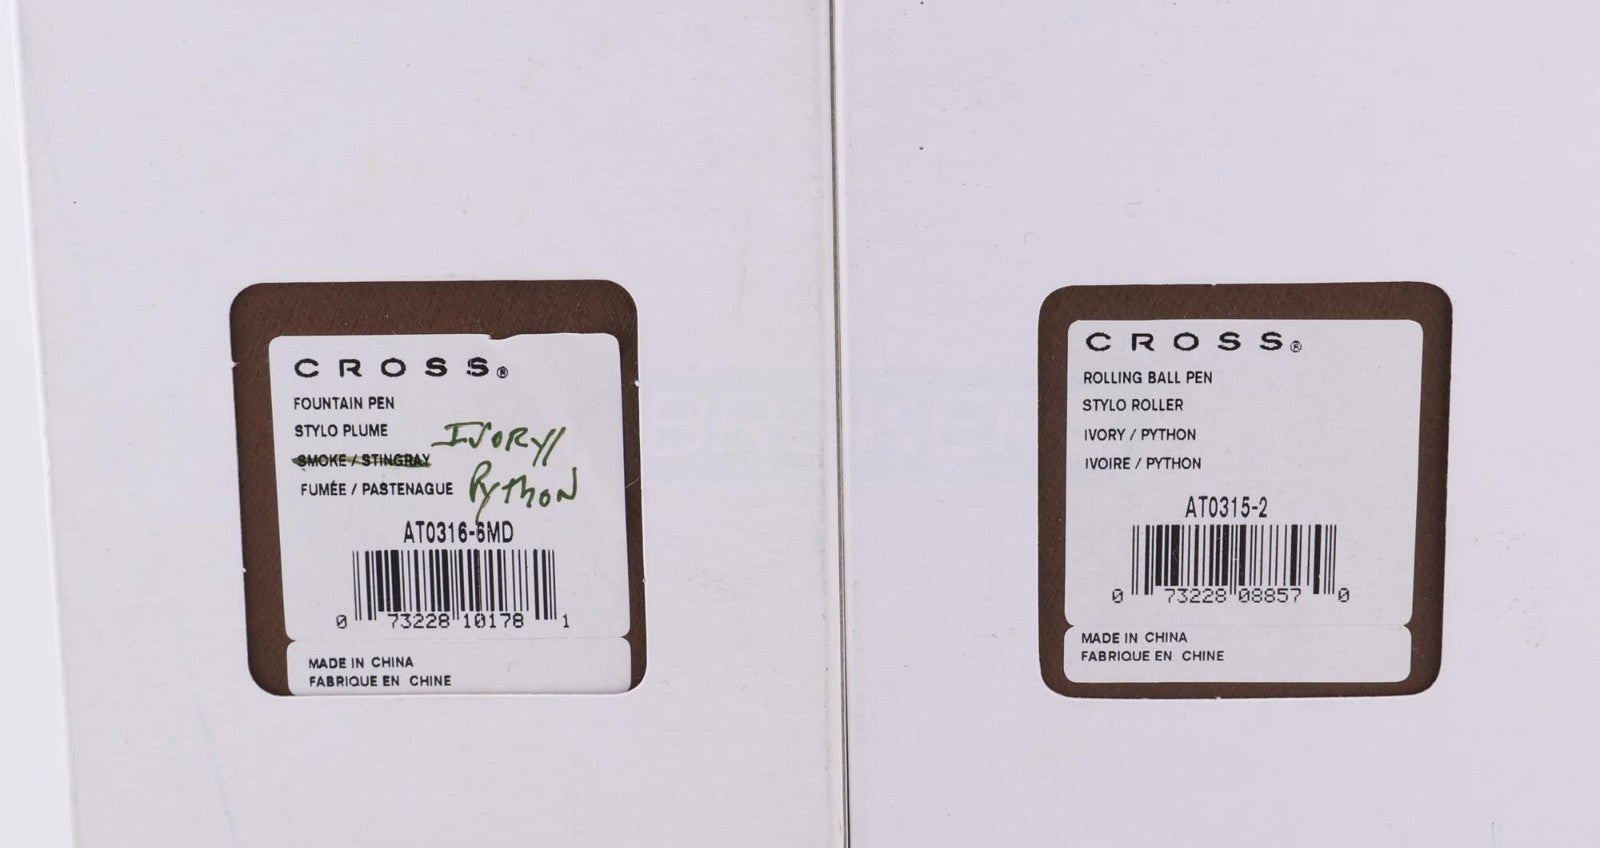 CROSS®
FOUNTAIN PEN
STYLO PLUME
SMOKE / STINGRAY
IVORY/
FUMÉE / PASTENAGUE
Python
AT0316-6MD
0 73228 10178 1
MADE IN CHINA
FABRIQUE EN CHINE
CROSS®
ROLLING BALL PEN
STYLO ROLLER
IVORY / PYTHON
IVOIRE / PYTHON
AT0315-2
0 73228 08857 0
MADE IN CHINA
FABRIQUE EN CHINE